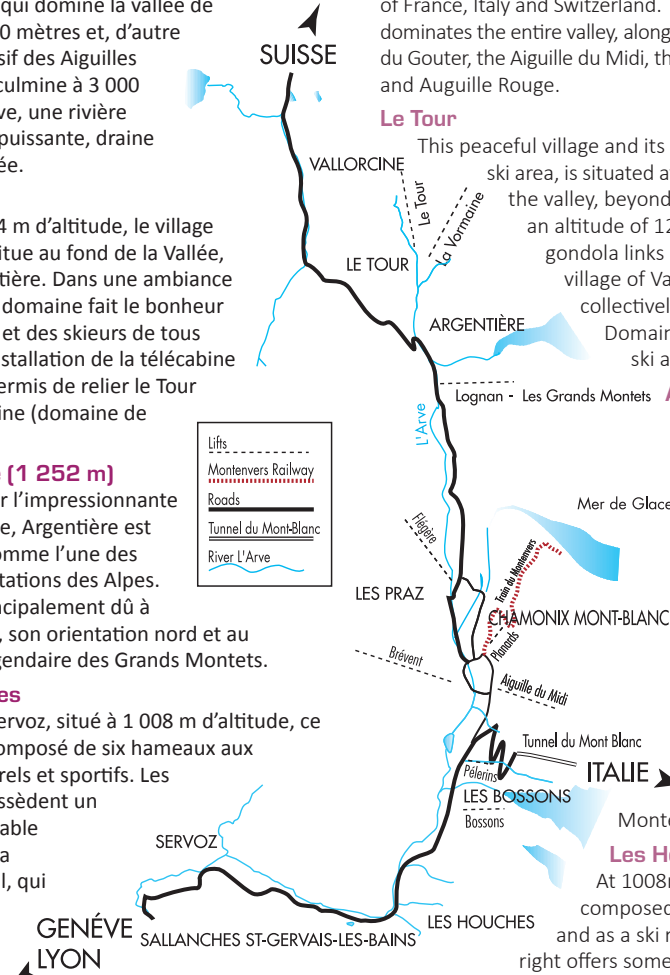 qui domine la vallée de
0 mètres et, d’autre
sif des Aiguilles
culmine à 3 000
ve, une rivière
puissante, draine
ée.
4 m d’altitude, le village
itue au fond de la Vallée,
tière. Dans une ambiance
domaine fait le bonheur
et des skieurs de tous
stallation de la télécabine
ermis de relier le Tour
ine (domaine de
(1 252 m)
r l’impressionnante
e, Argentière est
omme l’une des
tations des Alpes.
ncipalement dû à
, son orientation nord et au
gendaire des Grands Montets.
es
Servoz, situé à 1 008 m d’altitude, ce
omposé de six hameaux aux
rels et sportifs. Les
ssèdent un
able
a
l, qui
of France, Italy and Switzerland.
dominates the entire valley, along
du Gouter, the Aiguille du Midi, th
and Auguille Rouge.
Le Tour
This peaceful village and its
ski area, is situated a
the valley, beyond
an altitude of 12
gondola links
village of Va
collectivel
Domain
ski a
A
SUISSE
VALLORCINE
Le Tour
La Vormaine
LE TOUR
ARGENTIÈRE
Lognan - Les Grands Montets
L'Arve
Lifts
Montenvers Railway
Roads
Tunnel du Mont-Blanc
River L'Arve
Mer de Glace
Flégère
Train du Montenvers
LES PRAZ
CHAMONIX MONT-BLANC
Planards
Brévent
Aiguille du Midi
Tunnel du Mont Blanc
ITALIE
Pélerins
LES BOSSONS
Bossons
SERVOZ
LES HOUCHES
SALLANCHES ST-GERVAIS-LES-BAINS
GENÉVE
LYON
Monte
Les Ho
At 1008m
composed
and as a ski r
right offers some